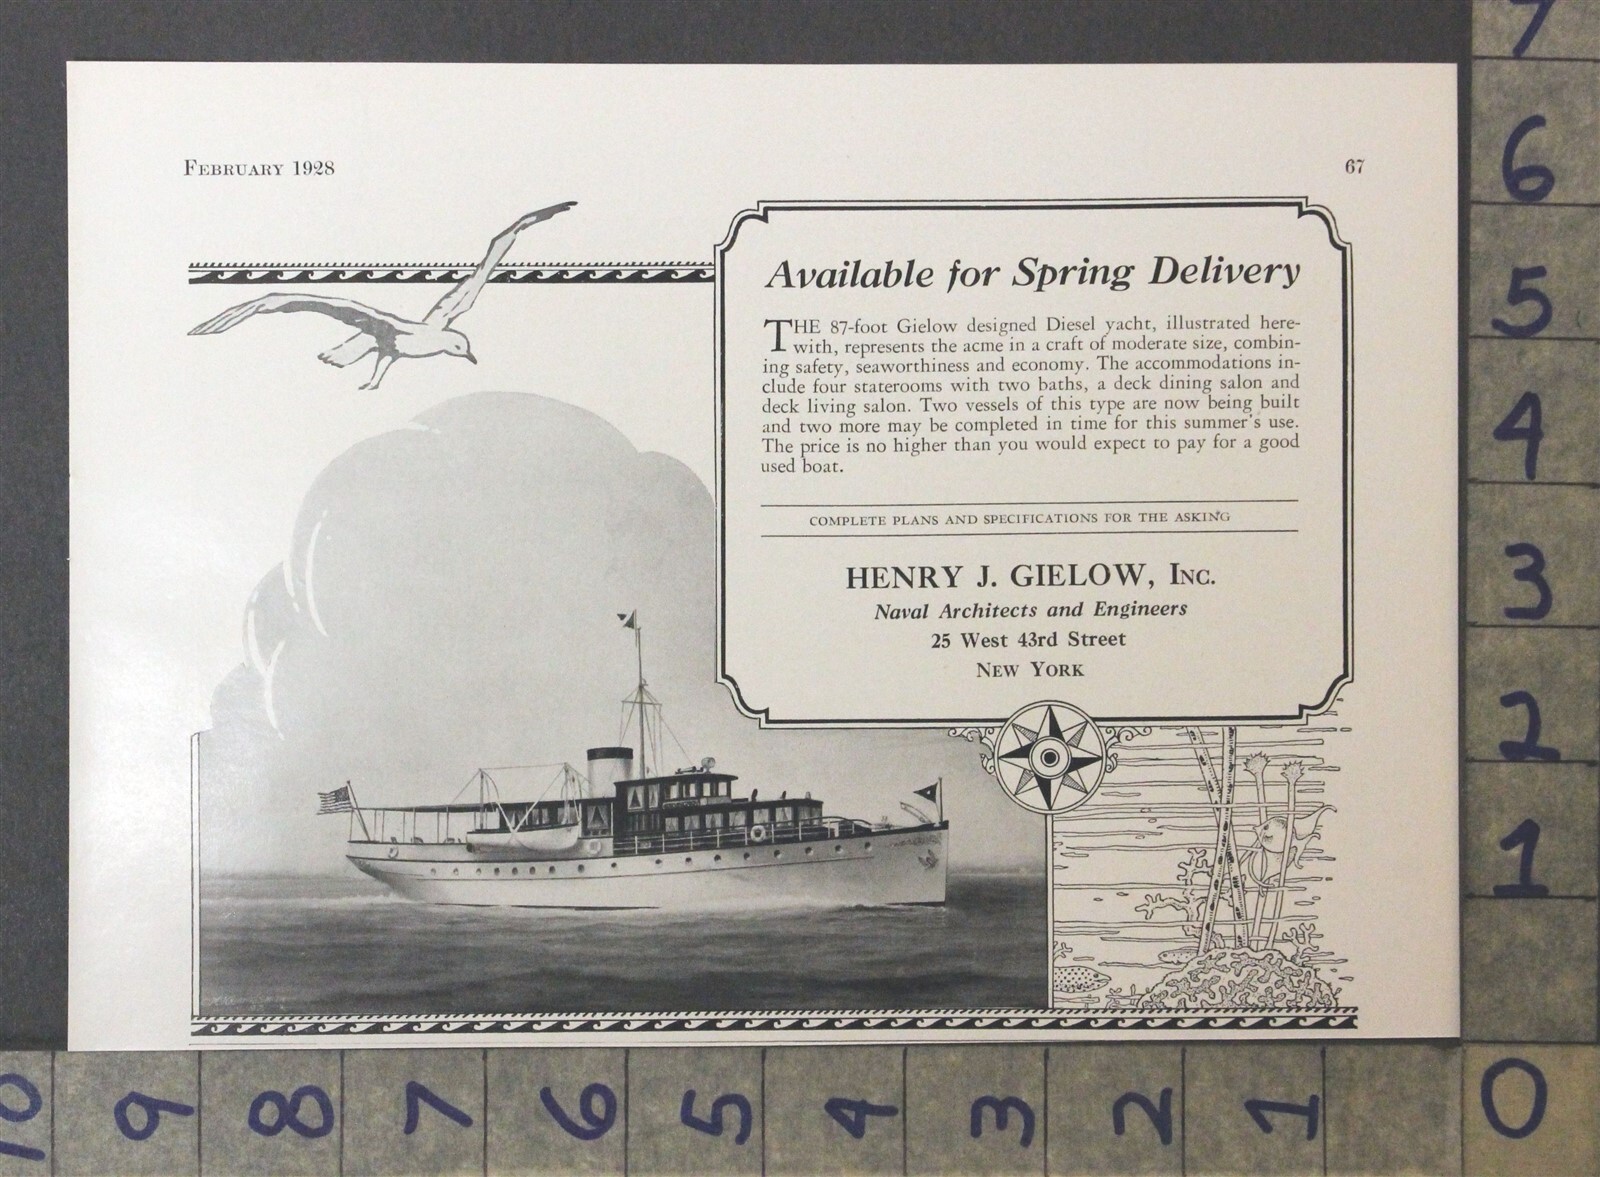 FEBRUARY 1928
67
Available for Spring Delivery
THE 87-foot Gielow designed Diesel yacht, illustrated here-
with, represents the acme in a craft of moderate size, combin-
ing safety, seaworthiness and economy. The accommodations in-
clude four staterooms with two baths, a deck dining salon and
deck living salon. Two vessels of this type are now being built
and two more may be completed in time for this summer's use.
The price is no higher than you would expect to pay for a good
used boat.
COMPLETE PLANS AND SPECIFICATIONS FOR THE ASKING
HENRY J. GIELOW, INC.
Naval Architects and Engineers
25 West 43rd Street
NEW YORK
7
6
5
4
3
2
1
0
10 9 8 7 6 5 4 3 2 1